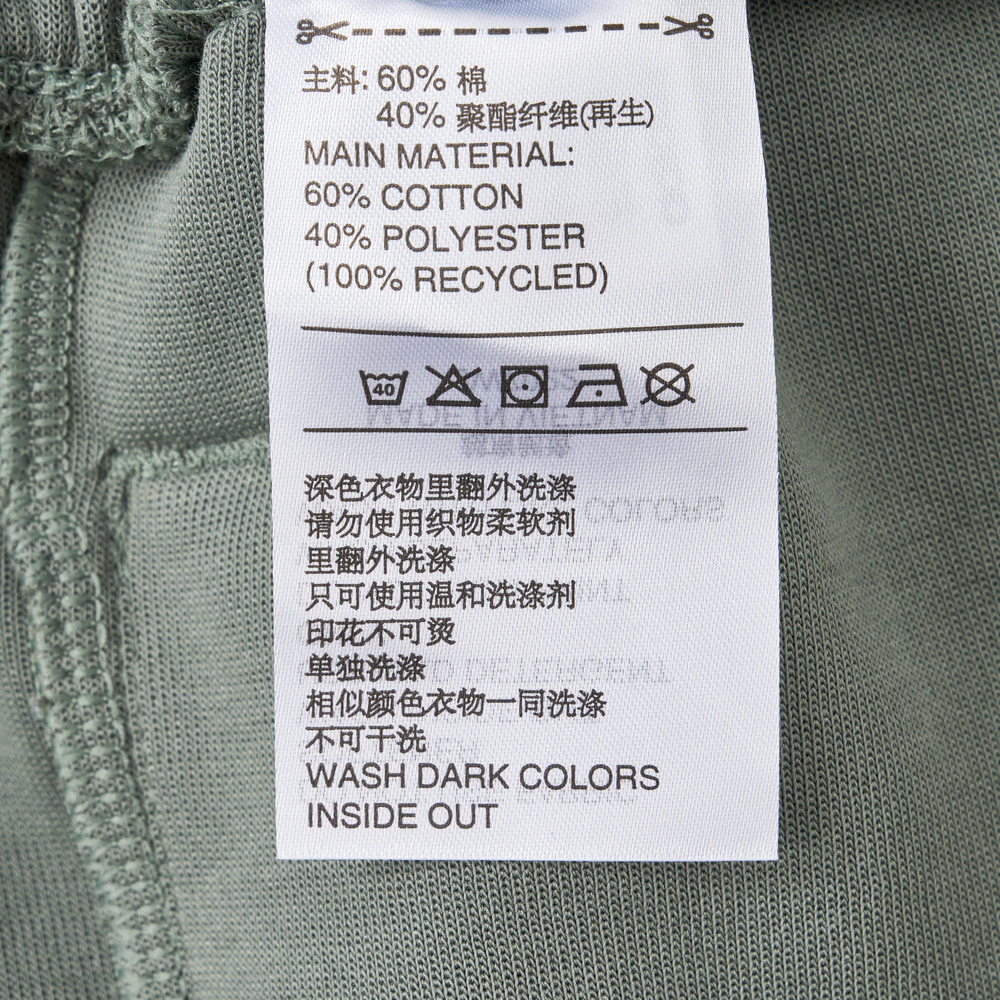 主料: 60% 棉
40% 聚酯纤维(再生)
MAIN MATERIAL:
60% COTTON
40% POLYESTER
(100% RECYCLED)
40
MADE IN VIETNAM
深色衣物里翻外洗涤
请勿使用织物柔软剂
里翻外洗涤
只可使用温和洗涤剂
印花不可烫
单独洗涤
相似颜色衣物一同洗涤
不可干洗
WASH DARK COLORS
INSIDE OUT